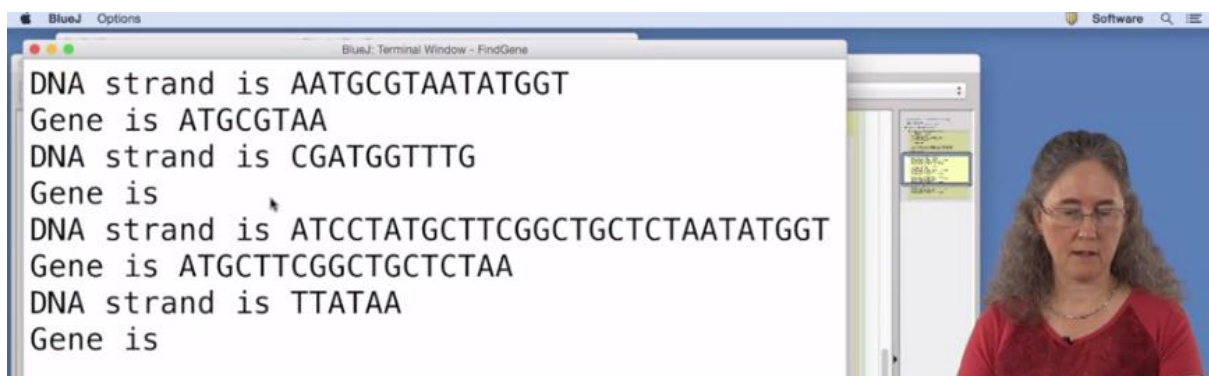 BlueJ Options Software
BlueJ: Terminal Window - FindGene
DNA strand is AATGCGTAATATGGT
Gene is ATGCGTAA
DNA strand is CGATGGTTTG
Gene is
DNA strand is ATCCTATGCTTCGGCTGCTCTAATATGGT
Gene is ATGCTTCGGCTGCTCTAA
DNA strand is TTATAA
Gene is